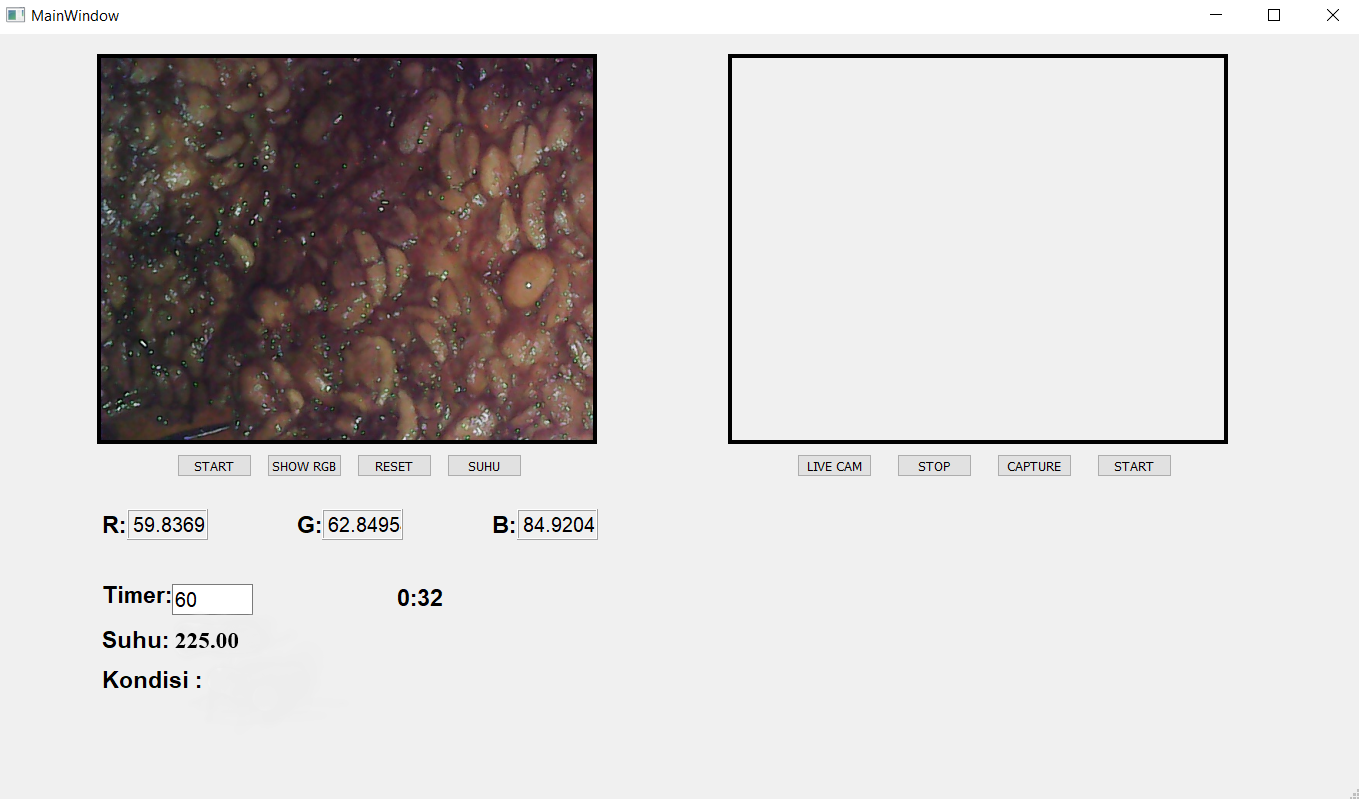 MainWindow
START SHOW RGB RESET SUHU
LIVE CAM STOP CAPTURE START
R: 59.8369 G: 62.8495 B: 84.9204
Timer: 60 0:32
Suhu: 225.00
Kondisi :